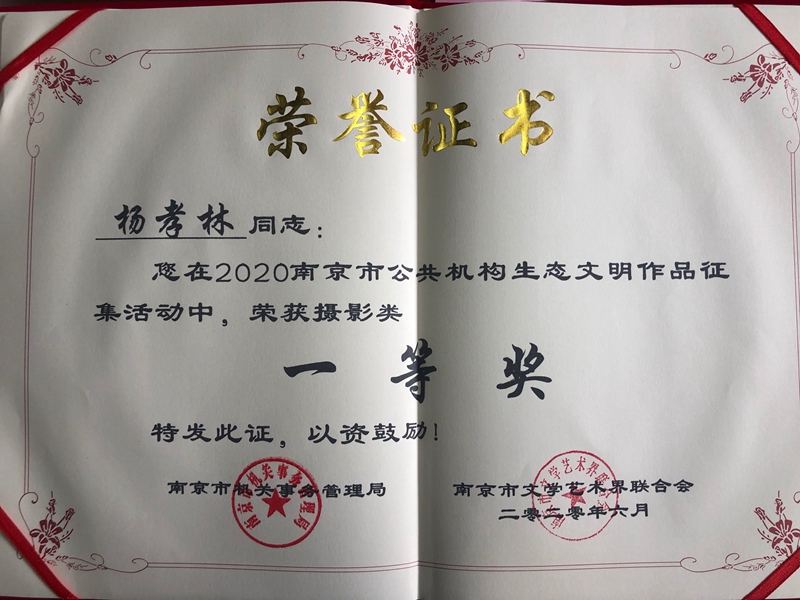 荣誉证书
杨孝林同志：
您在2020南京市公共机构生态文明作品征
集活动中，荣获摄影类
一等奖
特发此证，以资鼓励！
南京市机关事务管理局
南京市文学艺术界联合会
二零二零年六月